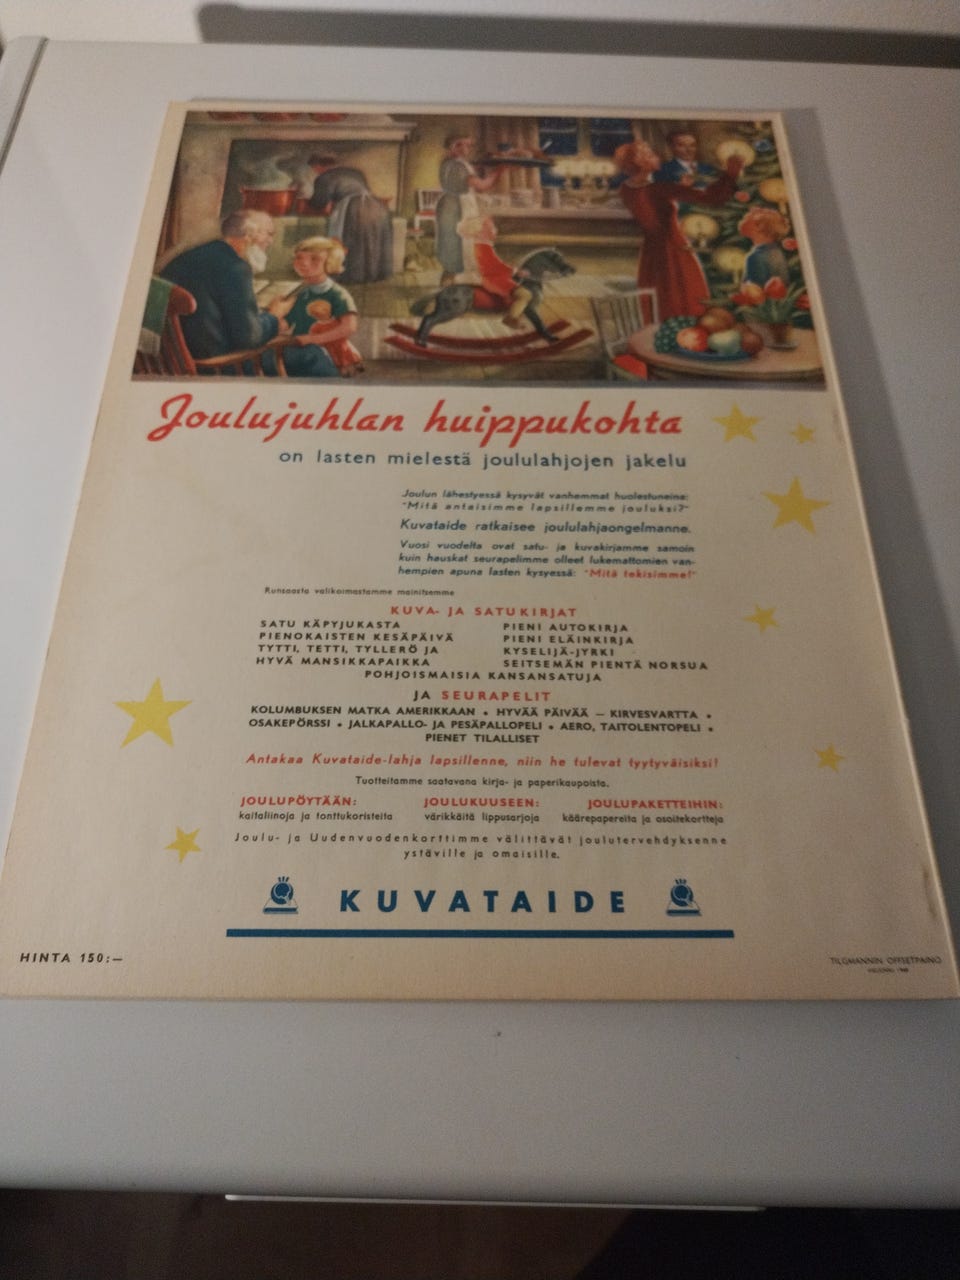 Joulujuhlan huippukohta
on lasten mielestä joululahjojen jakelu
Joulun lähestyessä kysyvät vanhemmat huolestuneina:
"Mitä antaisimme lapsillemme jouluksi?"
Kuvataide ratkaisee joululahjaongelmanne.
Vuosi vuodelta ovat satu- ja kuvakirjamme samoin
kuin hauskat seurapelimme olleet lukemattomien van-
hempien apuna lasten kysyessä: "Mitä tekisimme!"
Runsaasta valikoimastamme mainitsemme
KUVA- JA SATUKIRJAT
SATU KÄPYJUKASTA
PIENOKAISTEN KESÄPÄIVÄ
TYTTI, TETTI, TYLLERÖ JA
HYVÄ MANSIKKAPAIKKA
PIENI AUTOKIRJA
PIENI ELÄINKIRJA
KYSELIJÄ-JYRKI
SEITSEMÄN PIENTÄ NORSUA
POHJOISMAISIA KANSANSATUJA
JA SEURAPELIT
KOLUMBUKSEN MATKA AMERIKKAAN • HYVÄÄ PÄIVÄÄ — KIRVESVARTTA •
OSAKEPÖRSSI • JALKAPALLO- JA PESÄPALLOPELI • AERO, TAITOLENTOPELI •
PIENET TILALLISET
Antakaa Kuvataide-lahja lapsillenne, niin he tulevat tyytyväisiksi!
Tuotteitamme saatavana kirja- ja paperikaupoista.
JOULUPÖYTÄÄN:
kaitaliinoja ja tonttukoristeita
JOULUKUUSEEN:
värikkäitä lippusarjoja
JOULUPAKETTEIHIN:
käärepapereita ja osoitekortteja
Joulu- ja Uudenvuodenkorttimme välittävät joulutervehdyksenne
ystäville ja omaisille.
KUVATAIDE
HINTA 150:—
TILGMANNIN OFFSETPAINO
HELSINKI